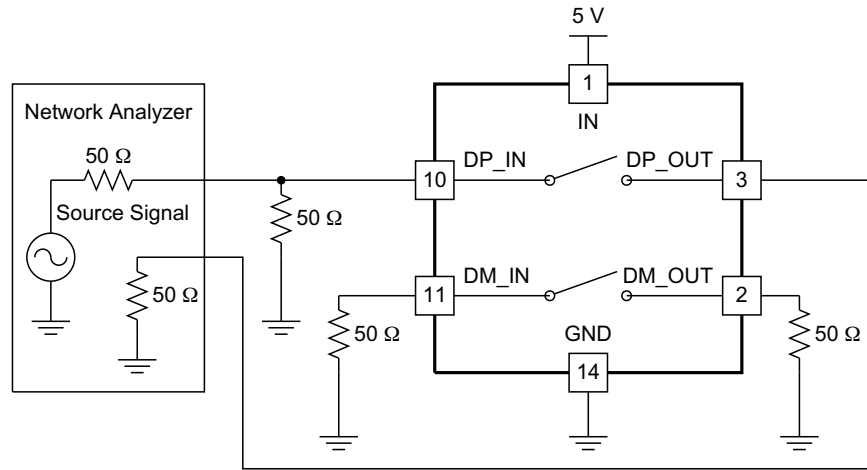 5 V
1
IN
Network Analyzer
50 Ω
Source Signal
50 Ω
50 Ω
10
DP_IN
DP_OUT
3
11
DM_IN
DM_OUT
2
50 Ω
50 Ω
GND
14